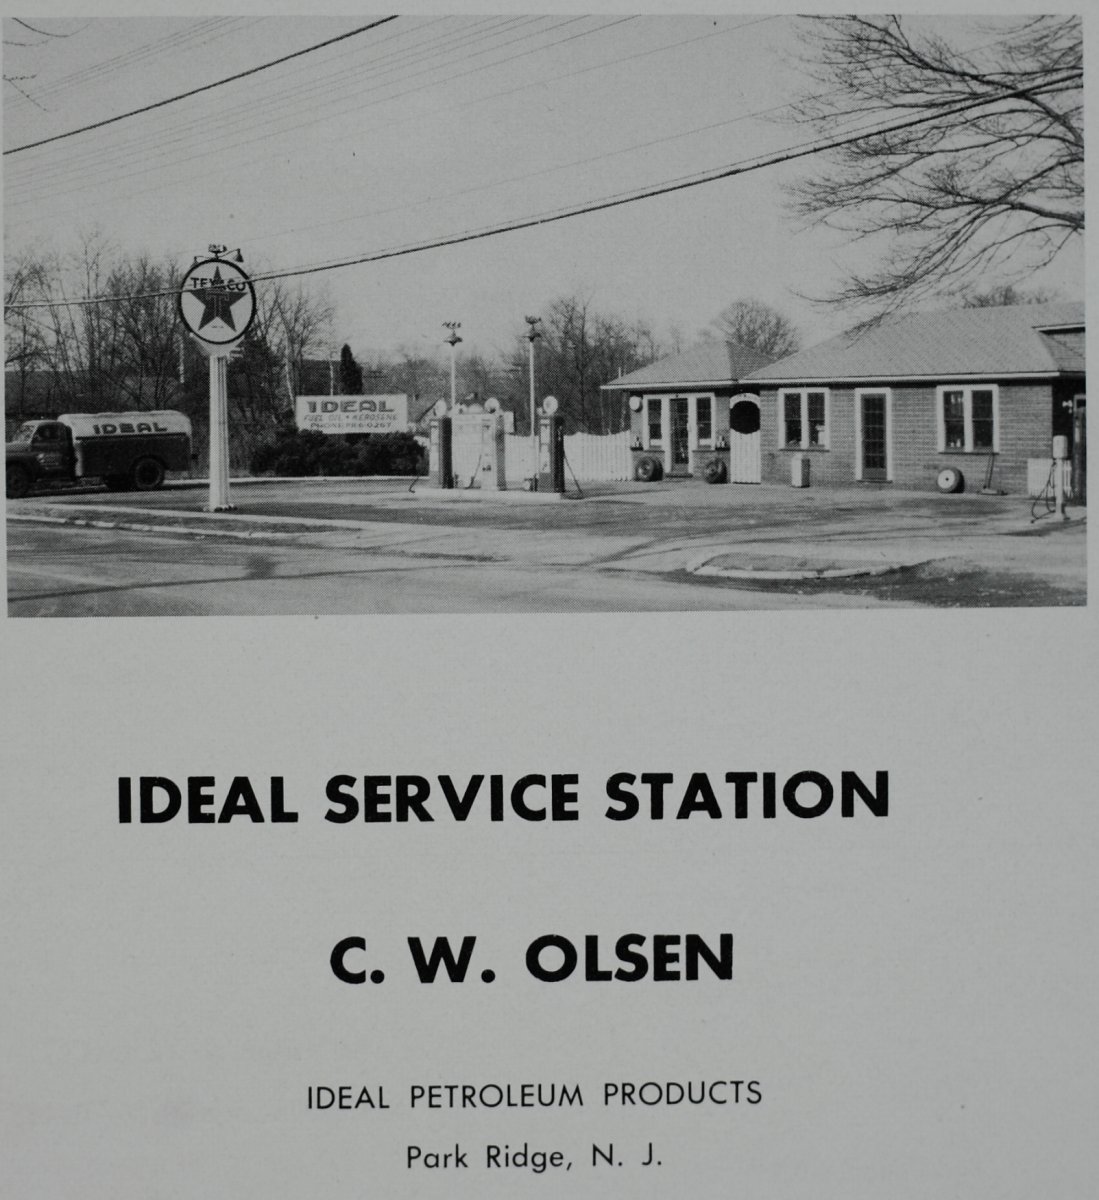 TEXACO
IDEAL
IDEAL
FUEL OIL • KEROSENE
IDEAL SERVICE STATION
C. W. OLSEN
IDEAL PETROLEUM PRODUCTS
Park Ridge, N. J.